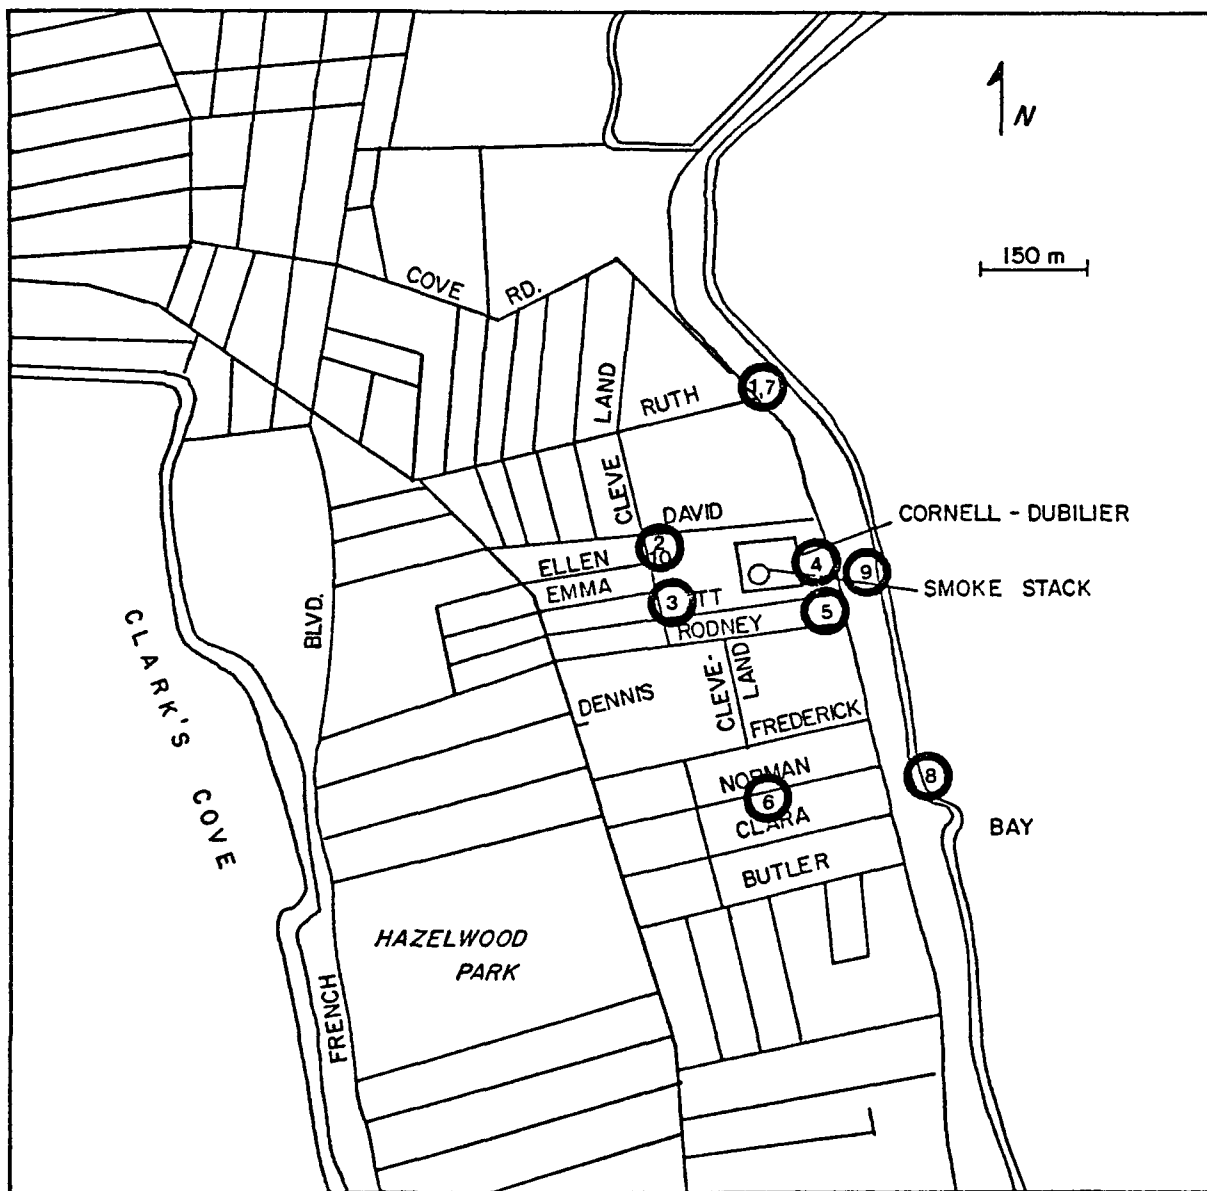 N
150 m
COVE RD.
CLEVE LAND
RUTH
1,7
DAVID
CORNELL - DUBILIER
2
10
ELLEN
4
9
SMOKE STACK
EMMA
3
TT
5
RODNEY
BLVD.
CLARK'S COVE
DENNIS
CLEVE-
LAND
FREDERICK
NORMAN
8
6
CLARA
BAY
BUTLER
HAZELWOOD
PARK
FRENCH